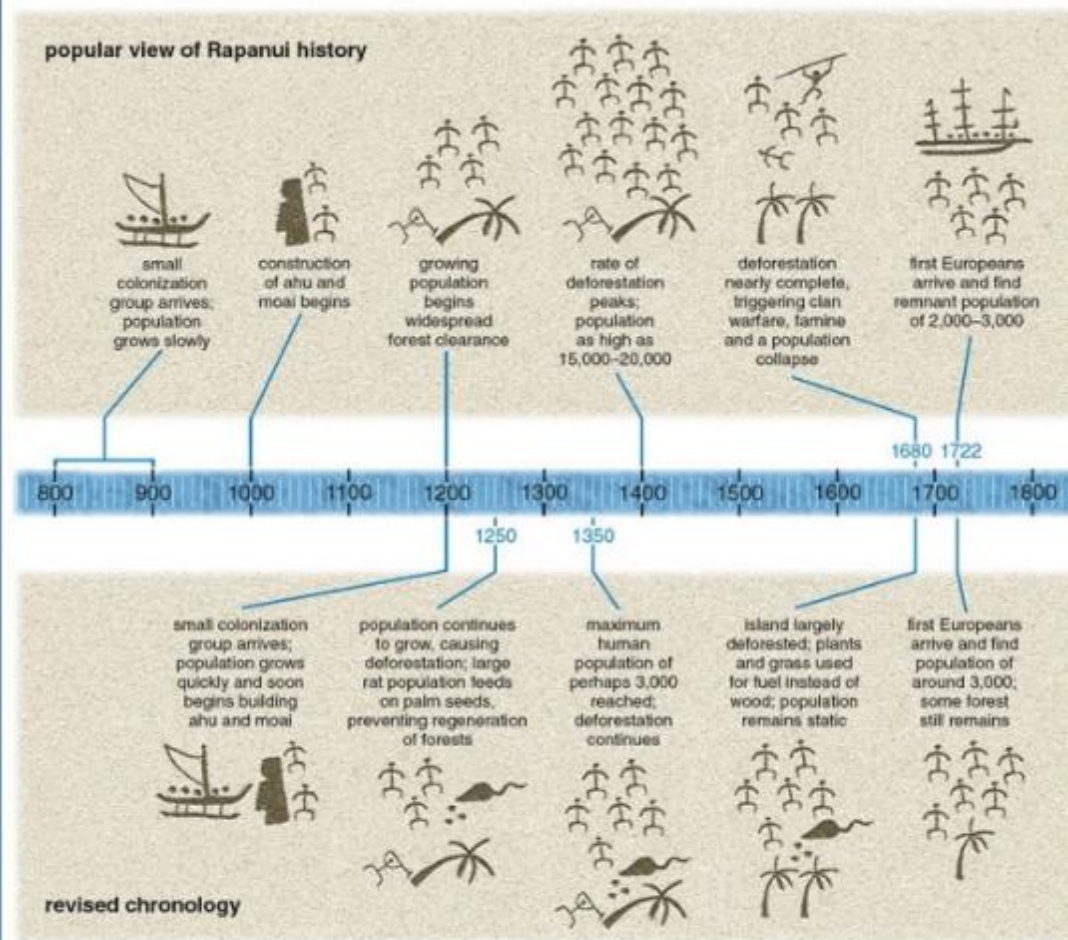 popular view of Rapanui history
small
colonization
group arrives;
population
grows slowly
construction
of ahu and
moai begins
growing
population
begins
widespread
forest clearance
rate of
deforestation
peaks;
population
as high as
15,000–20,000
deforestation
nearly complete,
triggering clan
warfare, famine
and a population
collapse
first Europeans
arrive and find
remnant population
of 2,000–3,000
1680 1722
800 900 1000 1100 1200 1300 1400 1500 1600 1700 1800
1250 1350
small colonization
group arrives;
population grows
quickly and soon
begins building
ahu and moai
population continues
to grow, causing
deforestation; large
rat population feeds
on palm seeds,
preventing regeneration
of forests
maximum
human
population of
perhaps 3,000
reached;
deforestation
continues
island largely
deforested; plants
and grass used
for fuel instead of
wood; population
remains static
first Europeans
arrive and find
population of
around 3,000;
some forest
still remains
revised chronology